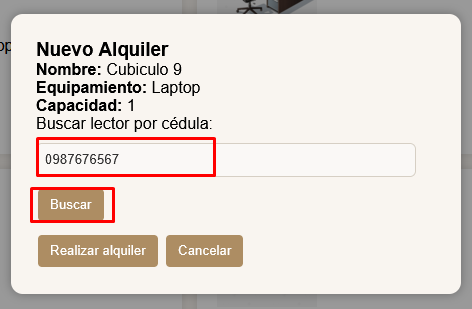 Nuevo Alquiler
Nombre: Cubiculo 9
Equipamiento: Laptop
Capacidad: 1
Buscar lector por cédula:
0987676567
Buscar
Realizar alquiler Cancelar